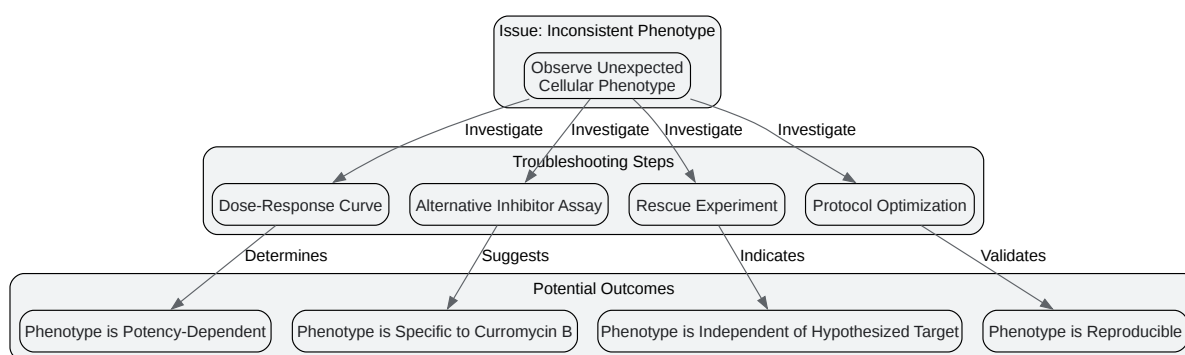 Issue: Inconsistent Phenotype
Observe Unexpected
Cellular Phenotype
Investigate Investigate Investigate Investigate
Troubleshooting Steps
Dose-Response Curve Alternative Inhibitor Assay Rescue Experiment Protocol Optimization
Determines Suggests Indicates Validates
Potential Outcomes
Phenotype is Potency-Dependent Phenotype is Specific to Curromycin B Phenotype is Independent of Hypothesized Target Phenotype is Reproducible